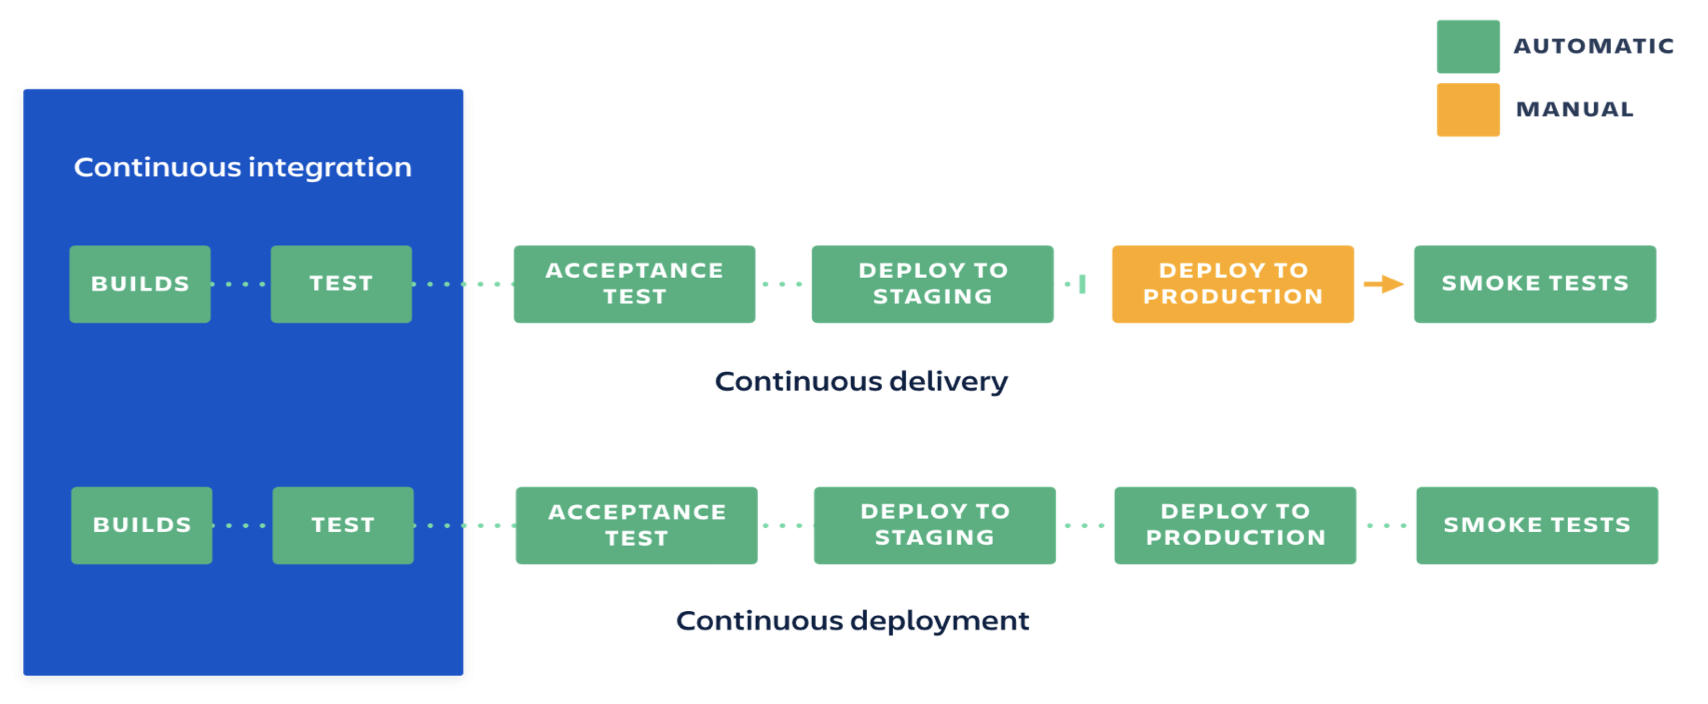 AUTOMATIC
MANUAL
Continuous integration
BUILDS
TEST
ACCEPTANCE
TEST
DEPLOY TO
STAGING
DEPLOY TO
PRODUCTION
SMOKE TESTS
Continuous delivery
BUILDS
TEST
ACCEPTANCE
TEST
DEPLOY TO
STAGING
DEPLOY TO
PRODUCTION
SMOKE TESTS
Continuous deployment